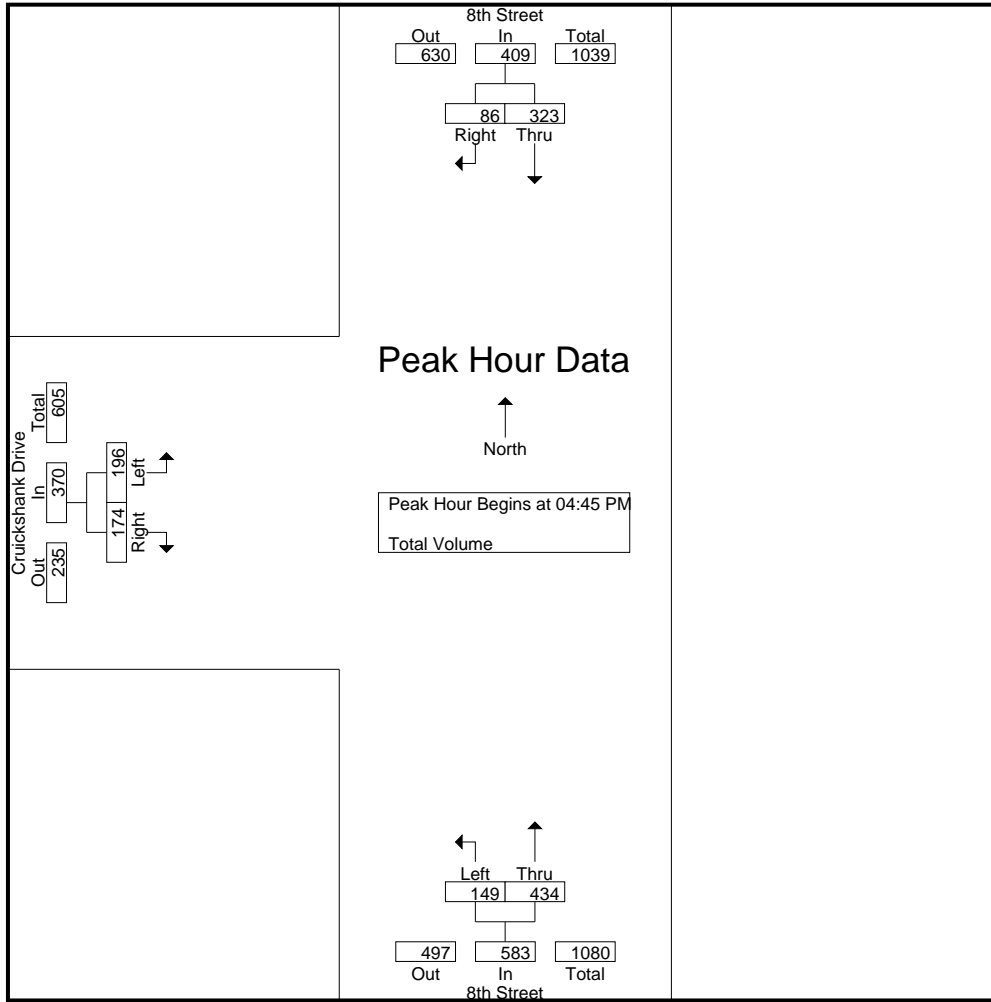 8th Street
Out In Total
630 409 1039
86 323
Right Thru
Peak Hour Data
North
Peak Hour Begins at 04:45 PM
Total Volume
Cruickshank Drive
Out In Total
235 370 605
174 196
Right Left
Left Thru
149 434
497 583 1080
Out In Total
8th Street